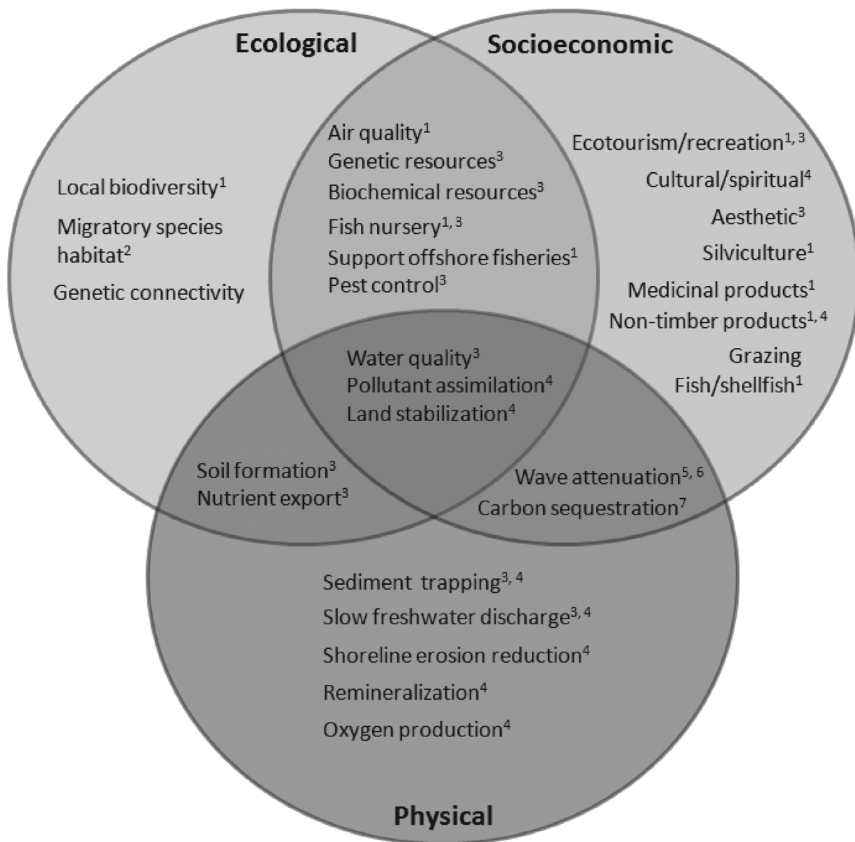 Ecological
Socioeconomic
Local biodiversity¹
Migratory species
habitat²
Genetic connectivity
Air quality¹
Genetic resources³
Biochemical resources³
Fish nursery¹,³
Support offshore fisheries¹
Pest control³
Ecotourism/recreation¹,³
Cultural/spiritual⁴
Aesthetic³
Silviculture¹
Medicinal products¹
Non-timber products¹,⁴
Grazing
Fish/shellfish¹
Water quality³
Pollutant assimilation⁴
Land stabilization⁴
Soil formation³
Nutrient export³
Wave attenuation⁵,⁶
Carbon sequestration⁷
Sediment trapping³,⁴
Slow freshwater discharge³,⁴
Shoreline erosion reduction⁴
Remineralization⁴
Oxygen production⁴
Physical